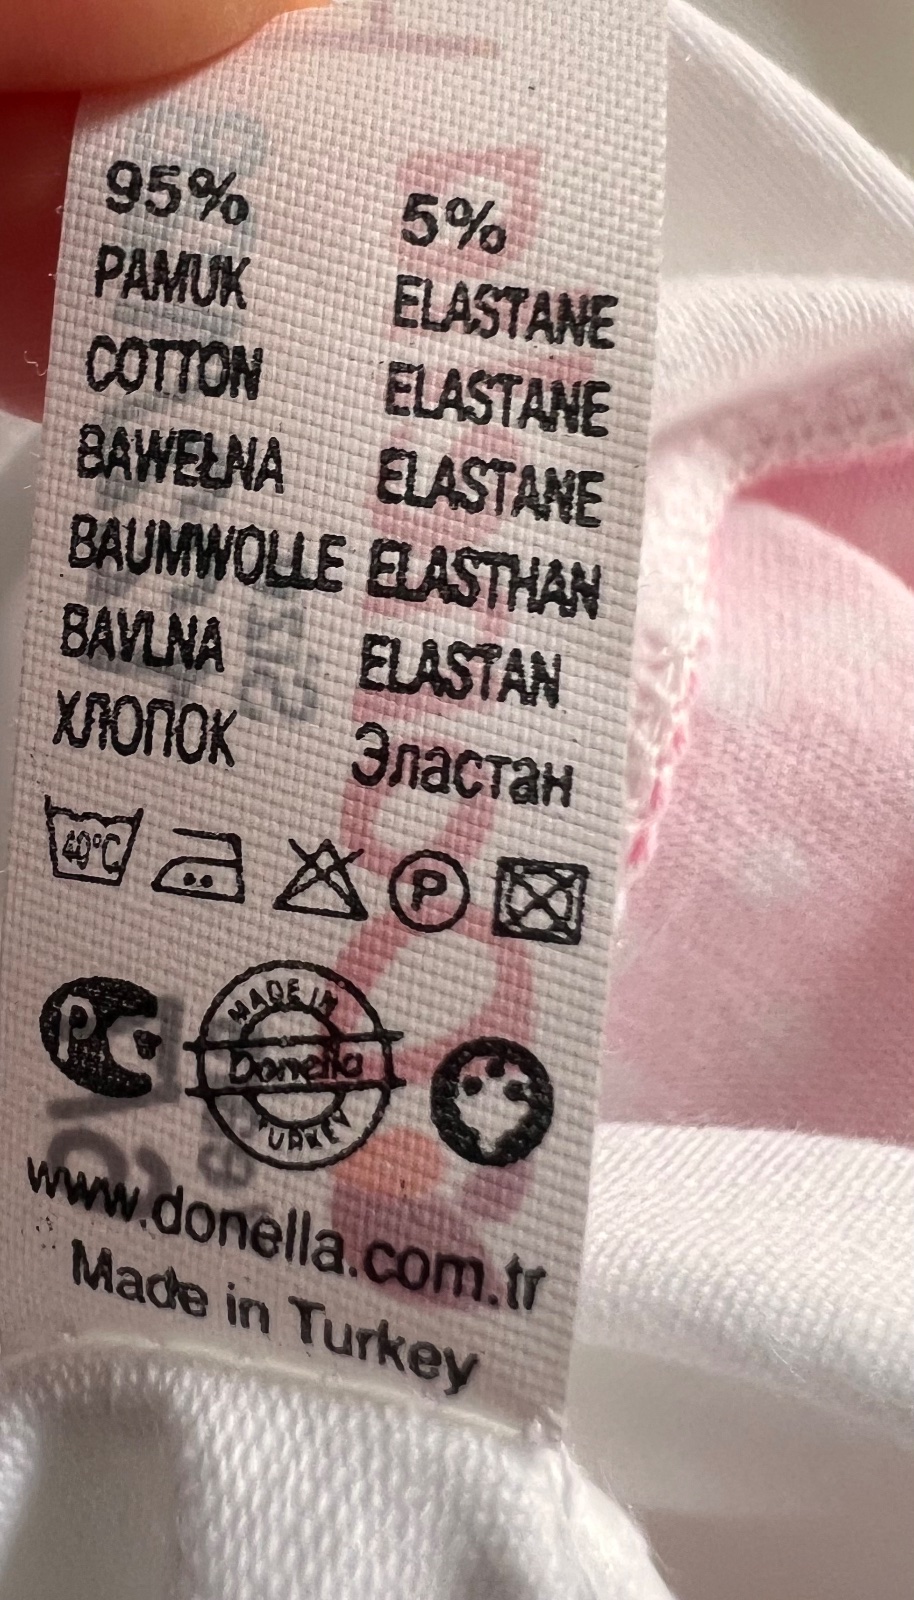 95% 5%
PAMUK ELASTANE
COTTON ELASTANE
BAWEŁNA ELASTANE
BAUMWOLLE ELASTHAN
BAVLNA ELASTAN
ХЛОПОК Эластан
40°C P
PC MADE IN
Donella
TURKEY
www.donella.com.tr
Made in Turkey